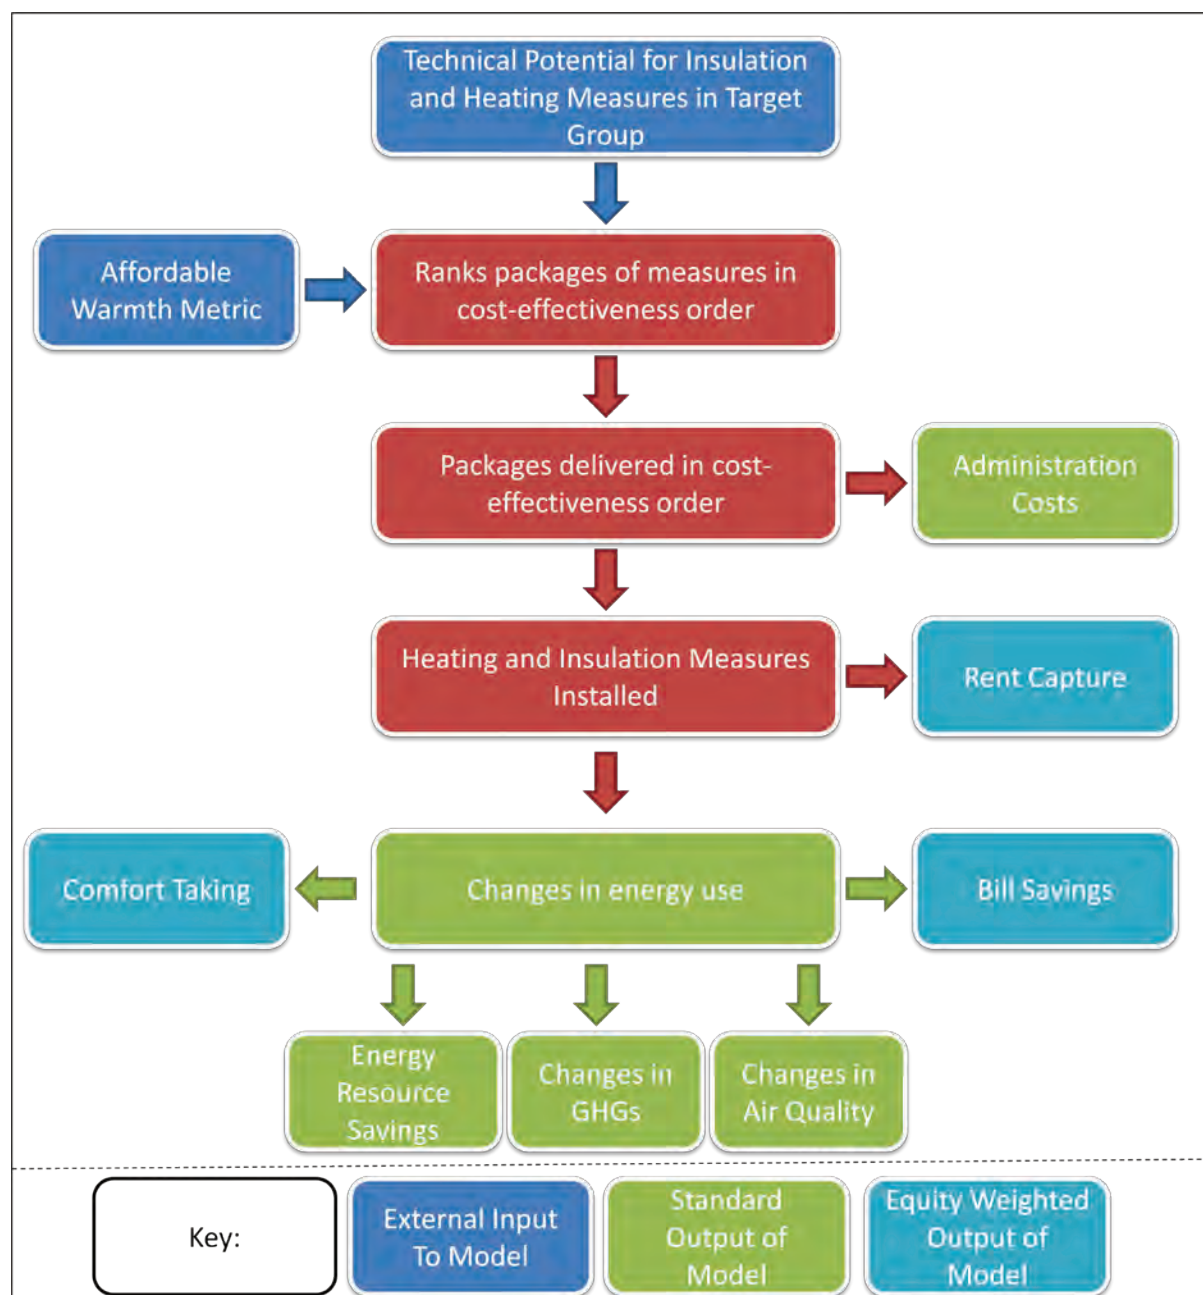 Technical Potential for Insulation
and Heating Measures in Target
Group
Affordable
Warmth Metric
Ranks packages of measures in
cost-effectiveness order
Packages delivered in cost-
effectiveness order
Administration
Costs
Heating and Insulation Measures
Installed
Rent Capture
Comfort Taking
Changes in energy use
Bill Savings
Energy
Resource
Savings
Changes in
GHGs
Changes in
Air Quality
Key:
External Input
To Model
Standard
Output of
Model
Equity Weighted
Output of
Model